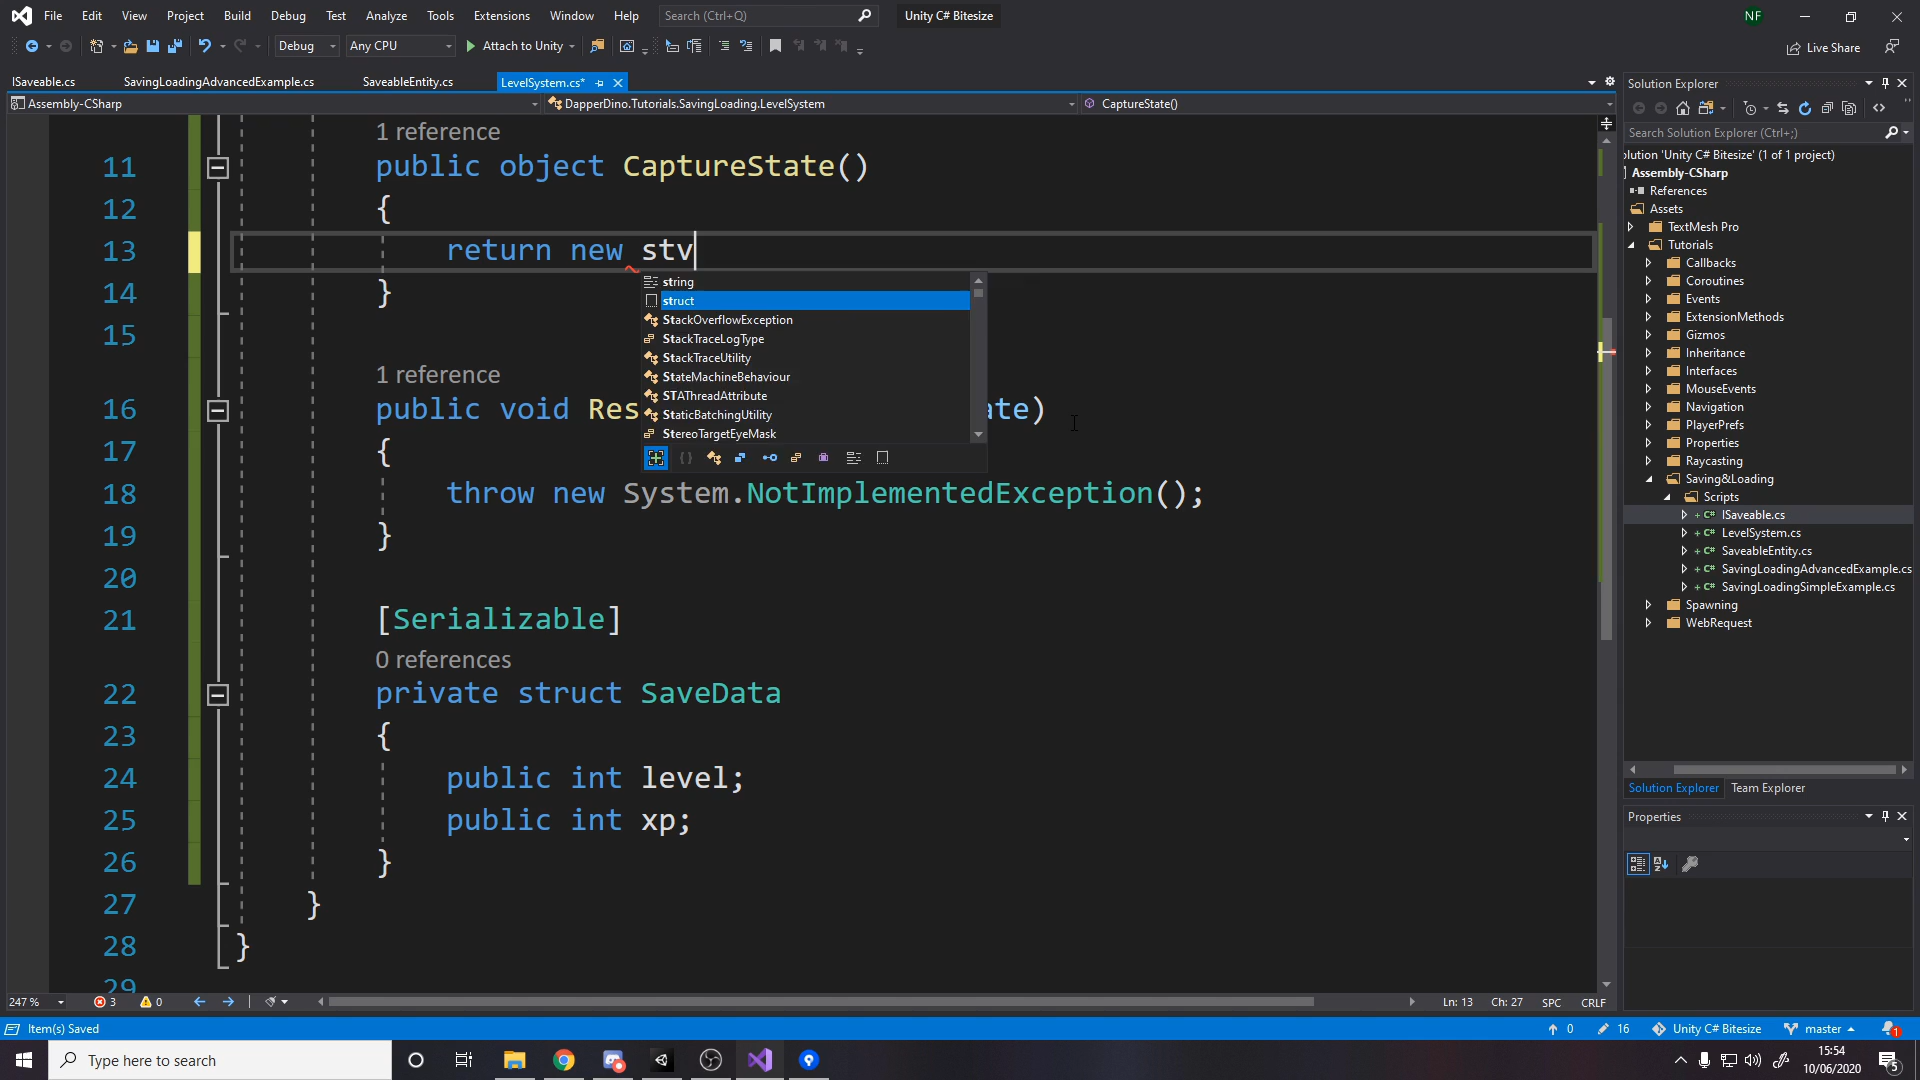 File Edit View Project Build Debug Test Analyze Tools Extensions Window Help Search (Ctrl+Q) Unity C# Bitesize NF
Debug Any CPU Attach to Unity Live Share
ISaveable.cs SavingLoadingAdvancedExample.cs SaveableEntity.cs LevelSystem.cs*
Assembly-CSharp DapperDino.Tutorials.SavingLoading.LevelSystem CaptureState()
1 reference
11 public object CaptureState()
12 {
13 return new stv
14 }
15
string
struct
StackOverflowException
StackTraceLogType
StackTraceUtility
StateMachineBehaviour
STAThreadAttribute
StaticBatchingUtility
StereoTargetEyeMask
1 reference
16 public void Res ate)
17 {
18 throw new System.NotImplementedException();
19 }
20
21 [Serializable]
0 references
22 private struct SaveData
23 {
24 public int level;
25 public int xp;
26 }
27 }
28 }
29
247 % 3 0 Ln: 13 Ch: 27 SPC CRLF
Solution Explorer
Search Solution Explorer (Ctrl+;)
olution 'Unity C# Bitesize' (1 of 1 project)
Assembly-CSharp
References
Assets
TextMesh Pro
Tutorials
Callbacks
Coroutines
Events
ExtensionMethods
Gizmos
Inheritance
Interfaces
MouseEvents
Navigation
PlayerPrefs
Properties
Raycasting
Saving&Loading
Scripts
C# ISaveable.cs
C# LevelSystem.cs
C# SaveableEntity.cs
C# SavingLoadingAdvancedExample.cs
C# SavingLoadingSimpleExample.cs
Spawning
WebRequest
Solution Explorer Team Explorer
Properties
Item(s) Saved 0 16 Unity C# Bitesize master 1
Type here to search
15:54
10/06/2020
5